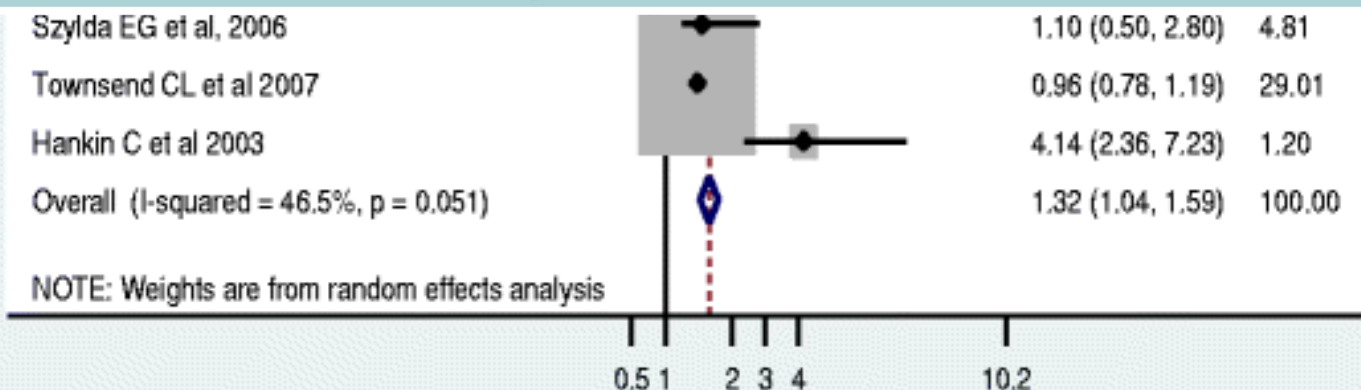 Szylda EG et al, 2006 1.10 (0.50, 2.80) 4.81
Townsend CL et al 2007 0.96 (0.78, 1.19) 29.01
Hankin C et al 2003 4.14 (2.36, 7.23) 1.20
Overall (I-squared = 46.5%, p = 0.051) 1.32 (1.04, 1.59) 100.00
NOTE: Weights are from random effects analysis
0.5 1 2 3 4 10.2